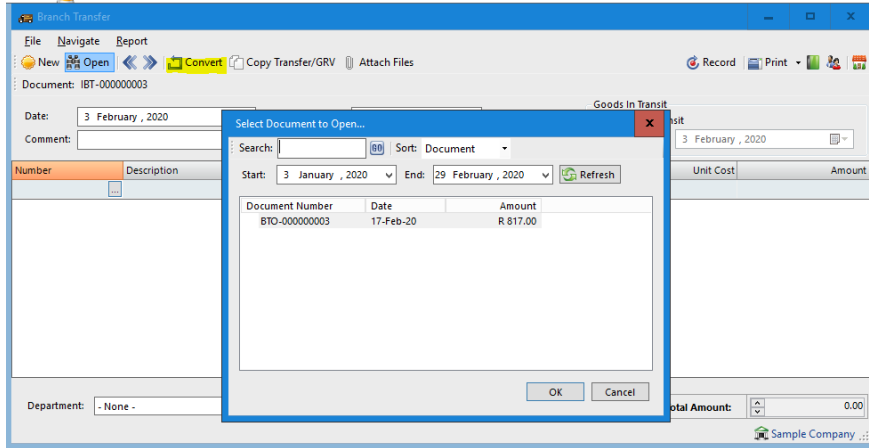 Branch Transfer
File Navigate Report
New Open Convert Copy Transfer/GRV Attach Files Record Print
Document: IBT-000000003
Goods In Transit
Date: 3 February , 2020
Comment:
3 February , 2020
Number Description Unit Cost Amount
...
Select Document to Open...
Search: GO Sort: Document
Start: 3 January , 2020 End: 29 February , 2020 Refresh
Document Number Date Amount
BTO-000000003 17-Feb-20 R 817.00
OK Cancel
Department: - None - 0.00
Sample Company